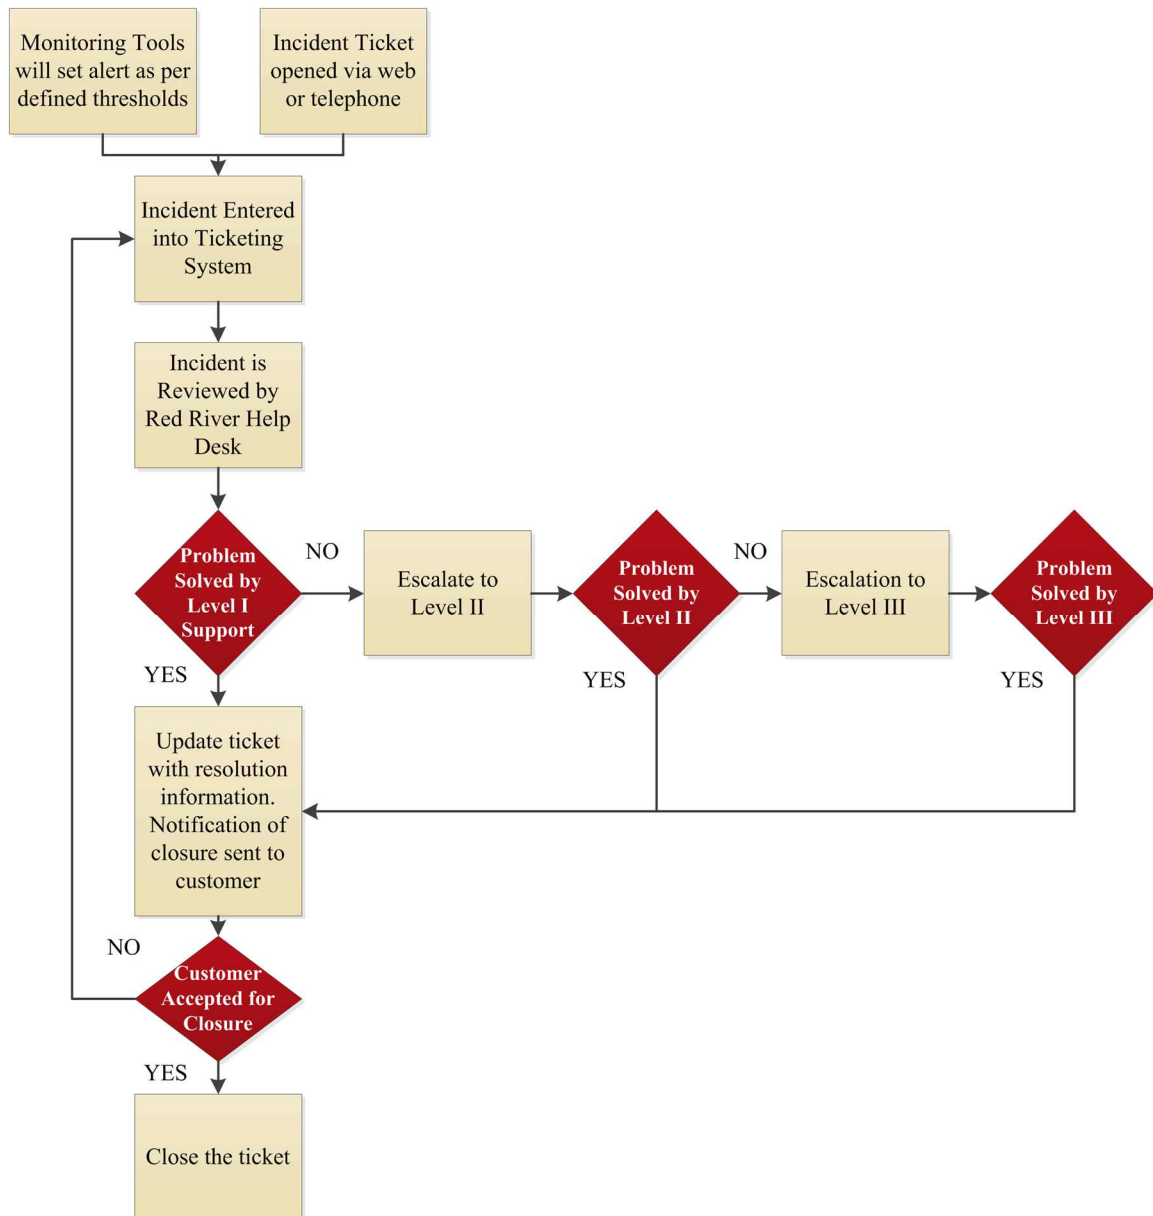 Monitoring Tools
will set alert as per
defined thresholds
Incident Ticket
opened via web
or telephone
Incident Entered
into Ticketing
System
Incident is
Reviewed by
Red River Help
Desk
Problem
Solved by
Level I
Support
NO
Escalate to
Level II
Problem
Solved by
Level II
NO
Escalation to
Level III
Problem
Solved by
Level III
YES
YES
YES
Update ticket
with resolution
information.
Notification of
closure sent to
customer
NO
Customer
Accepted for
Closure
YES
Close the ticket